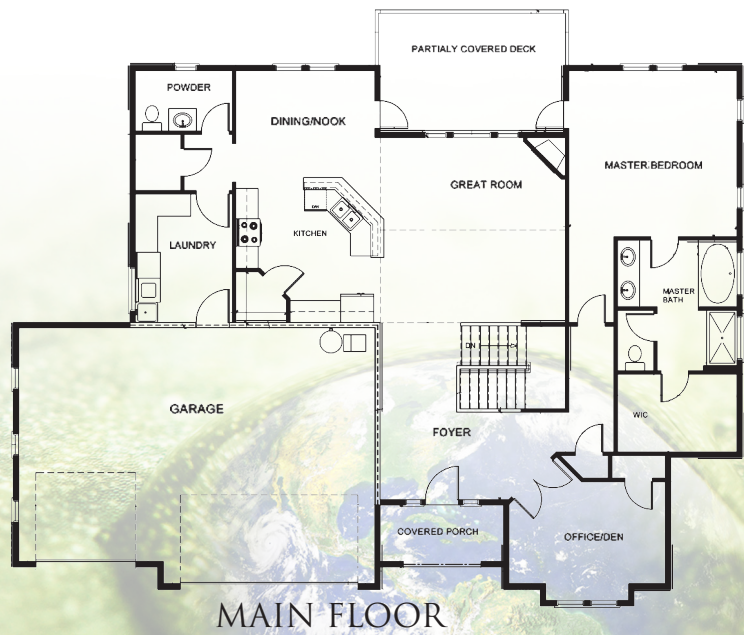 PARTIALY COVERED DECK
POWDER
DINING/NOOK
MASTER BEDROOM
GREAT ROOM
KITCHEN
LAUNDRY
MASTER
BATH
DN
GARAGE
WIC
FOYER
COVERED PORCH
OFFICE/DEN
MAIN FLOOR